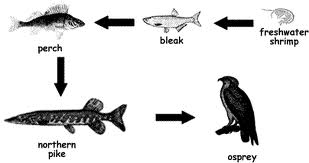 perch
bleak
freshwater
shrimp
northern
pike
osprey